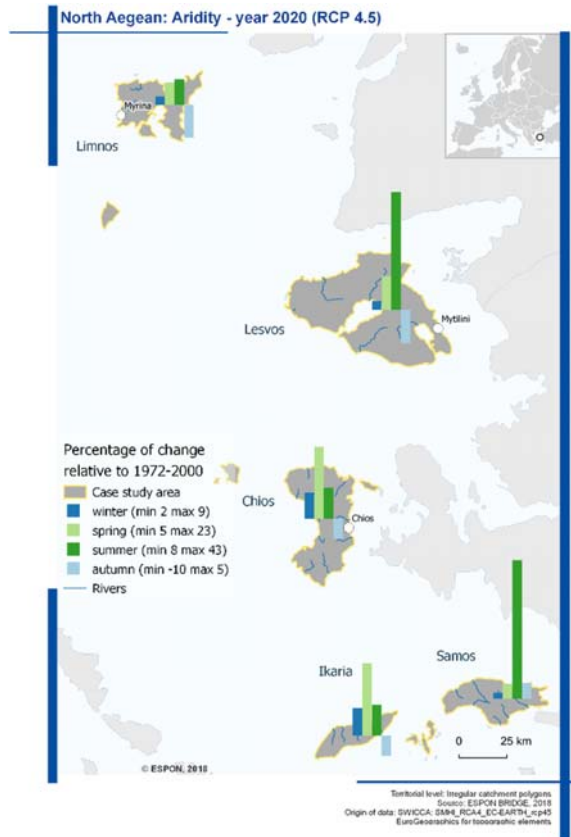 North Aegean: Aridity - year 2020 (RCP 4.5)
Myrina
Limnos
Mytilini
Lesvos
Percentage of change
relative to 1972-2000
Case study area
winter (min 2 max 9)
spring (min 5 max 23)
summer (min 8 max 43)
autumn (min -10 max 5)
Rivers
Chios
Chios
Samos
Ikaria
0 25 km
© ESPON, 2018
Territorial level: Irregular catchment polygons
Source: ESPON BRIDGE, 2018
Origin of data: SWICCA: SMHI_RCA4_EC-EARTH_rcp45
EuroGeographics for topographic elements